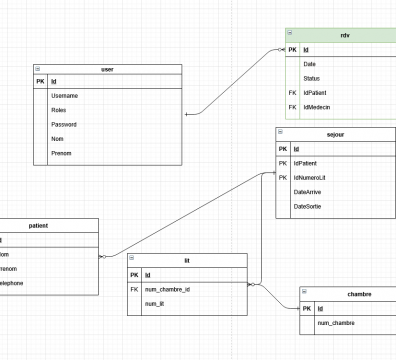 rdv
PK Id
Date
Status
FK IdPatient
FK IdMedecin
user
PK Id
Username
Roles
Password
Nom
Prenom
sejour
PK Id
PK IdPatient
PK IdNumeroLit
DateArrive
DateSortie
patient
d
lom
renom
elephone
lit
PK Id
FK num_chambre_id
num_lit
chambre
PK Id
num_chambre